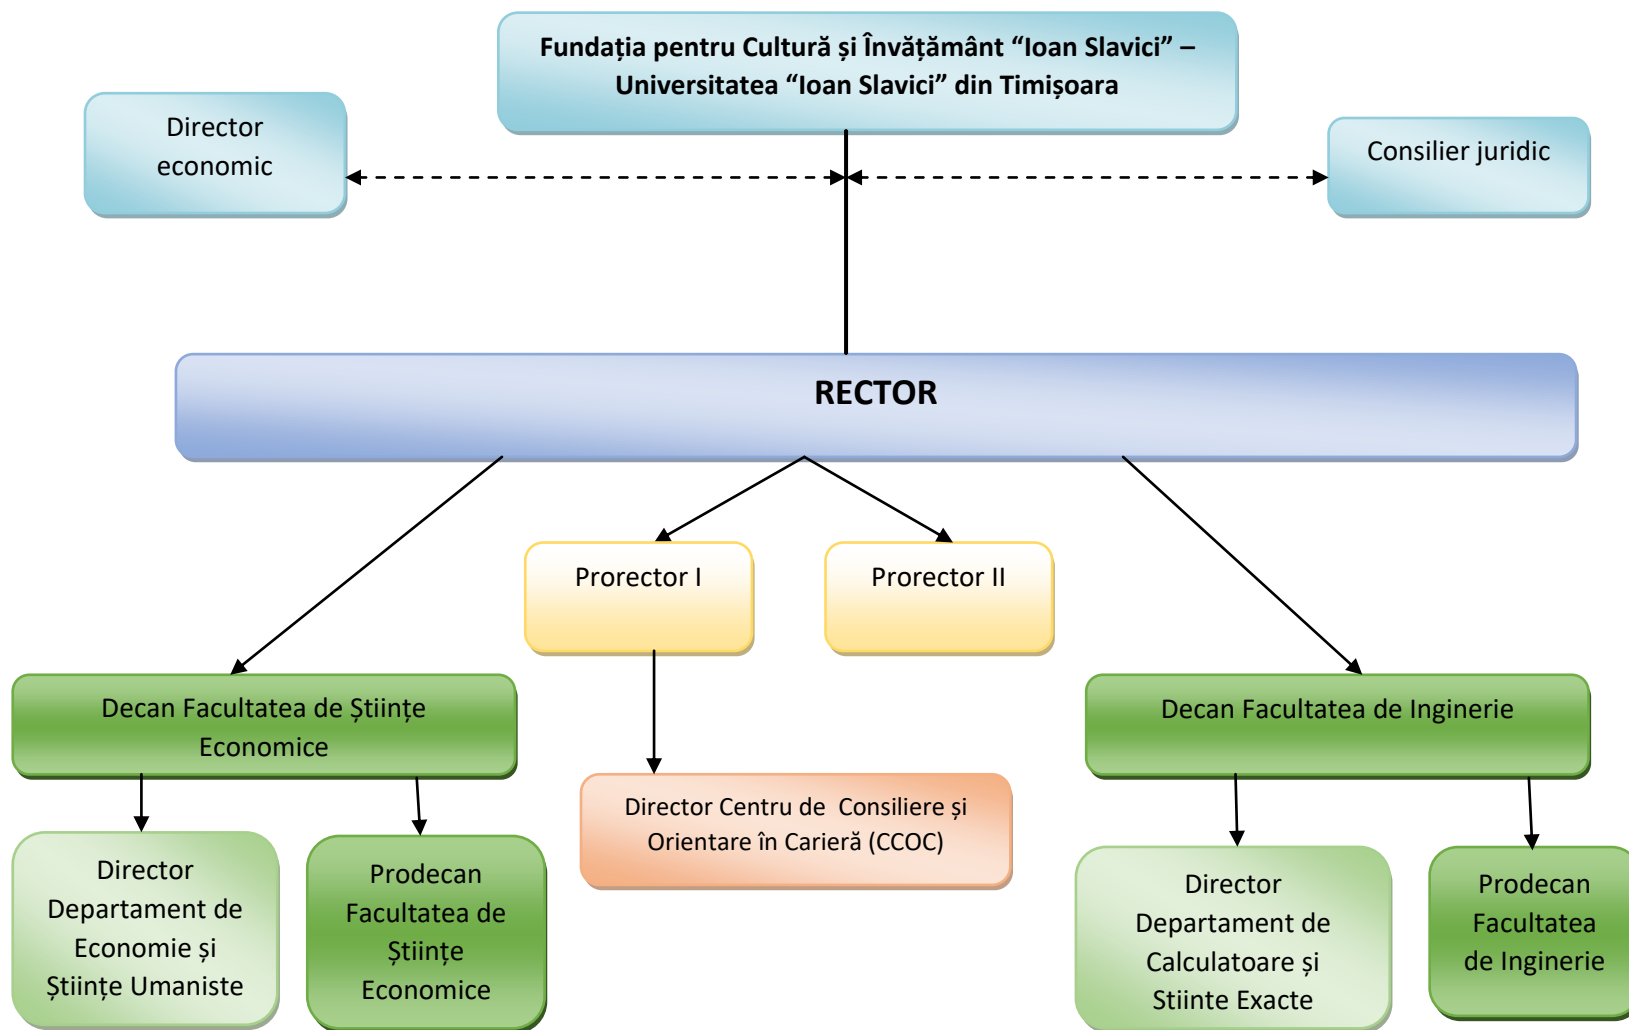 Fundația pentru Cultură și Învățământ “Ioan Slavici” –
Universitatea “Ioan Slavici” din Timișoara
Director
economic
Consilier juridic
RECTOR
Prorector I
Prorector II
Decan Facultatea de Științe
Economice
Decan Facultatea de Inginerie
Director Centru de Consiliere și
Orientare în Carieră (CCOC)
Director
Departament de
Economie și
Științe Umaniste
Prodecan
Facultatea de
Științe
Economice
Director
Departament de
Calculatoare și
Stiinte Exacte
Prodecan
Facultatea
de Inginerie